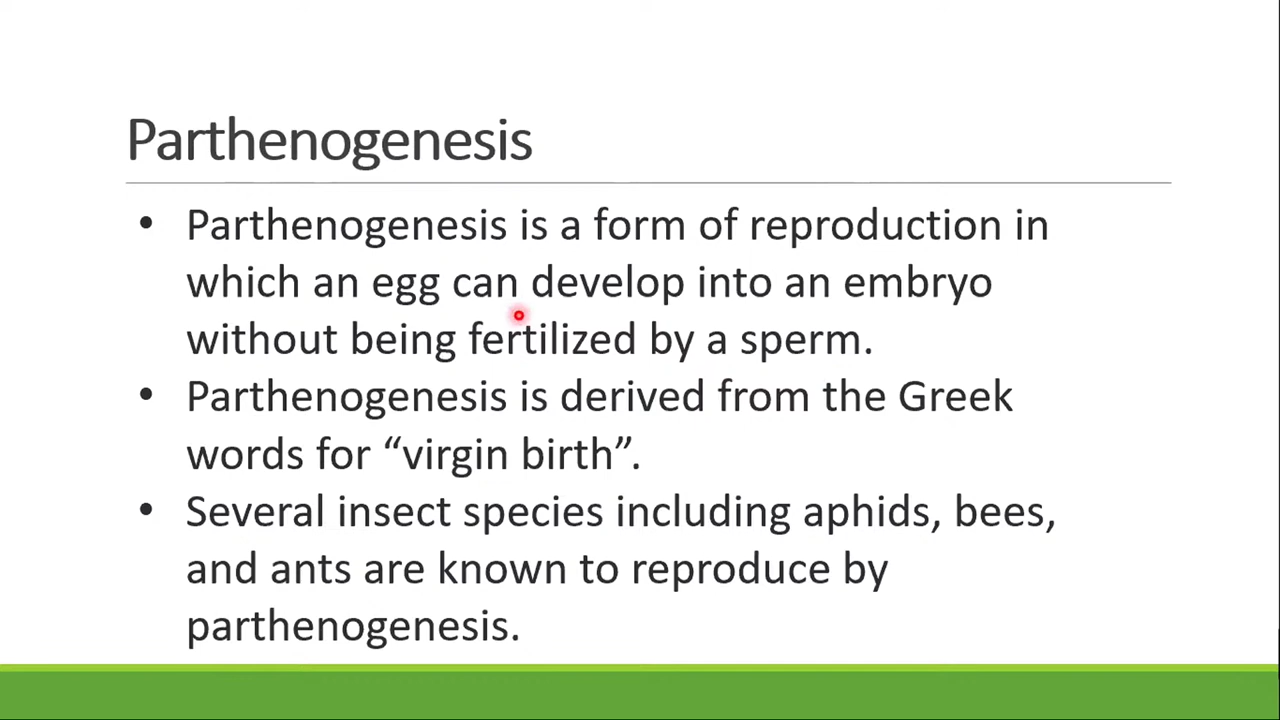 Parthenogenesis
• Parthenogenesis is a form of reproduction in
which an egg can develop into an embryo
without being fertilized by a sperm.
• Parthenogenesis is derived from the Greek
words for “virgin birth”.
• Several insect species including aphids, bees,
and ants are known to reproduce by
parthenogenesis.